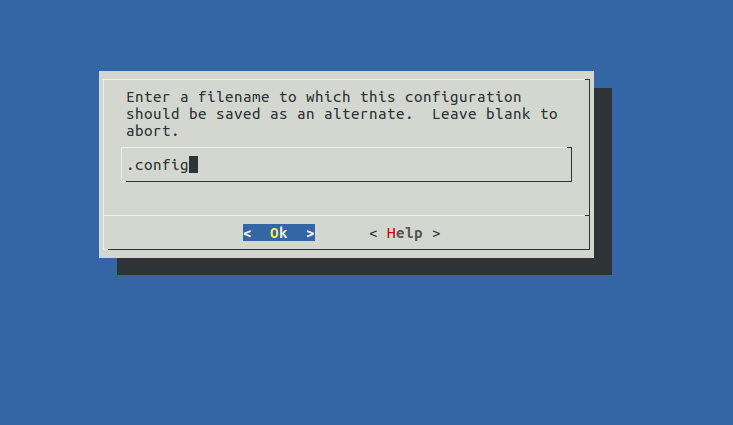 Enter a filename to which this configuration
should be saved as an alternate.  Leave blank to
abort.
.config
<  Ok  >      < Help >